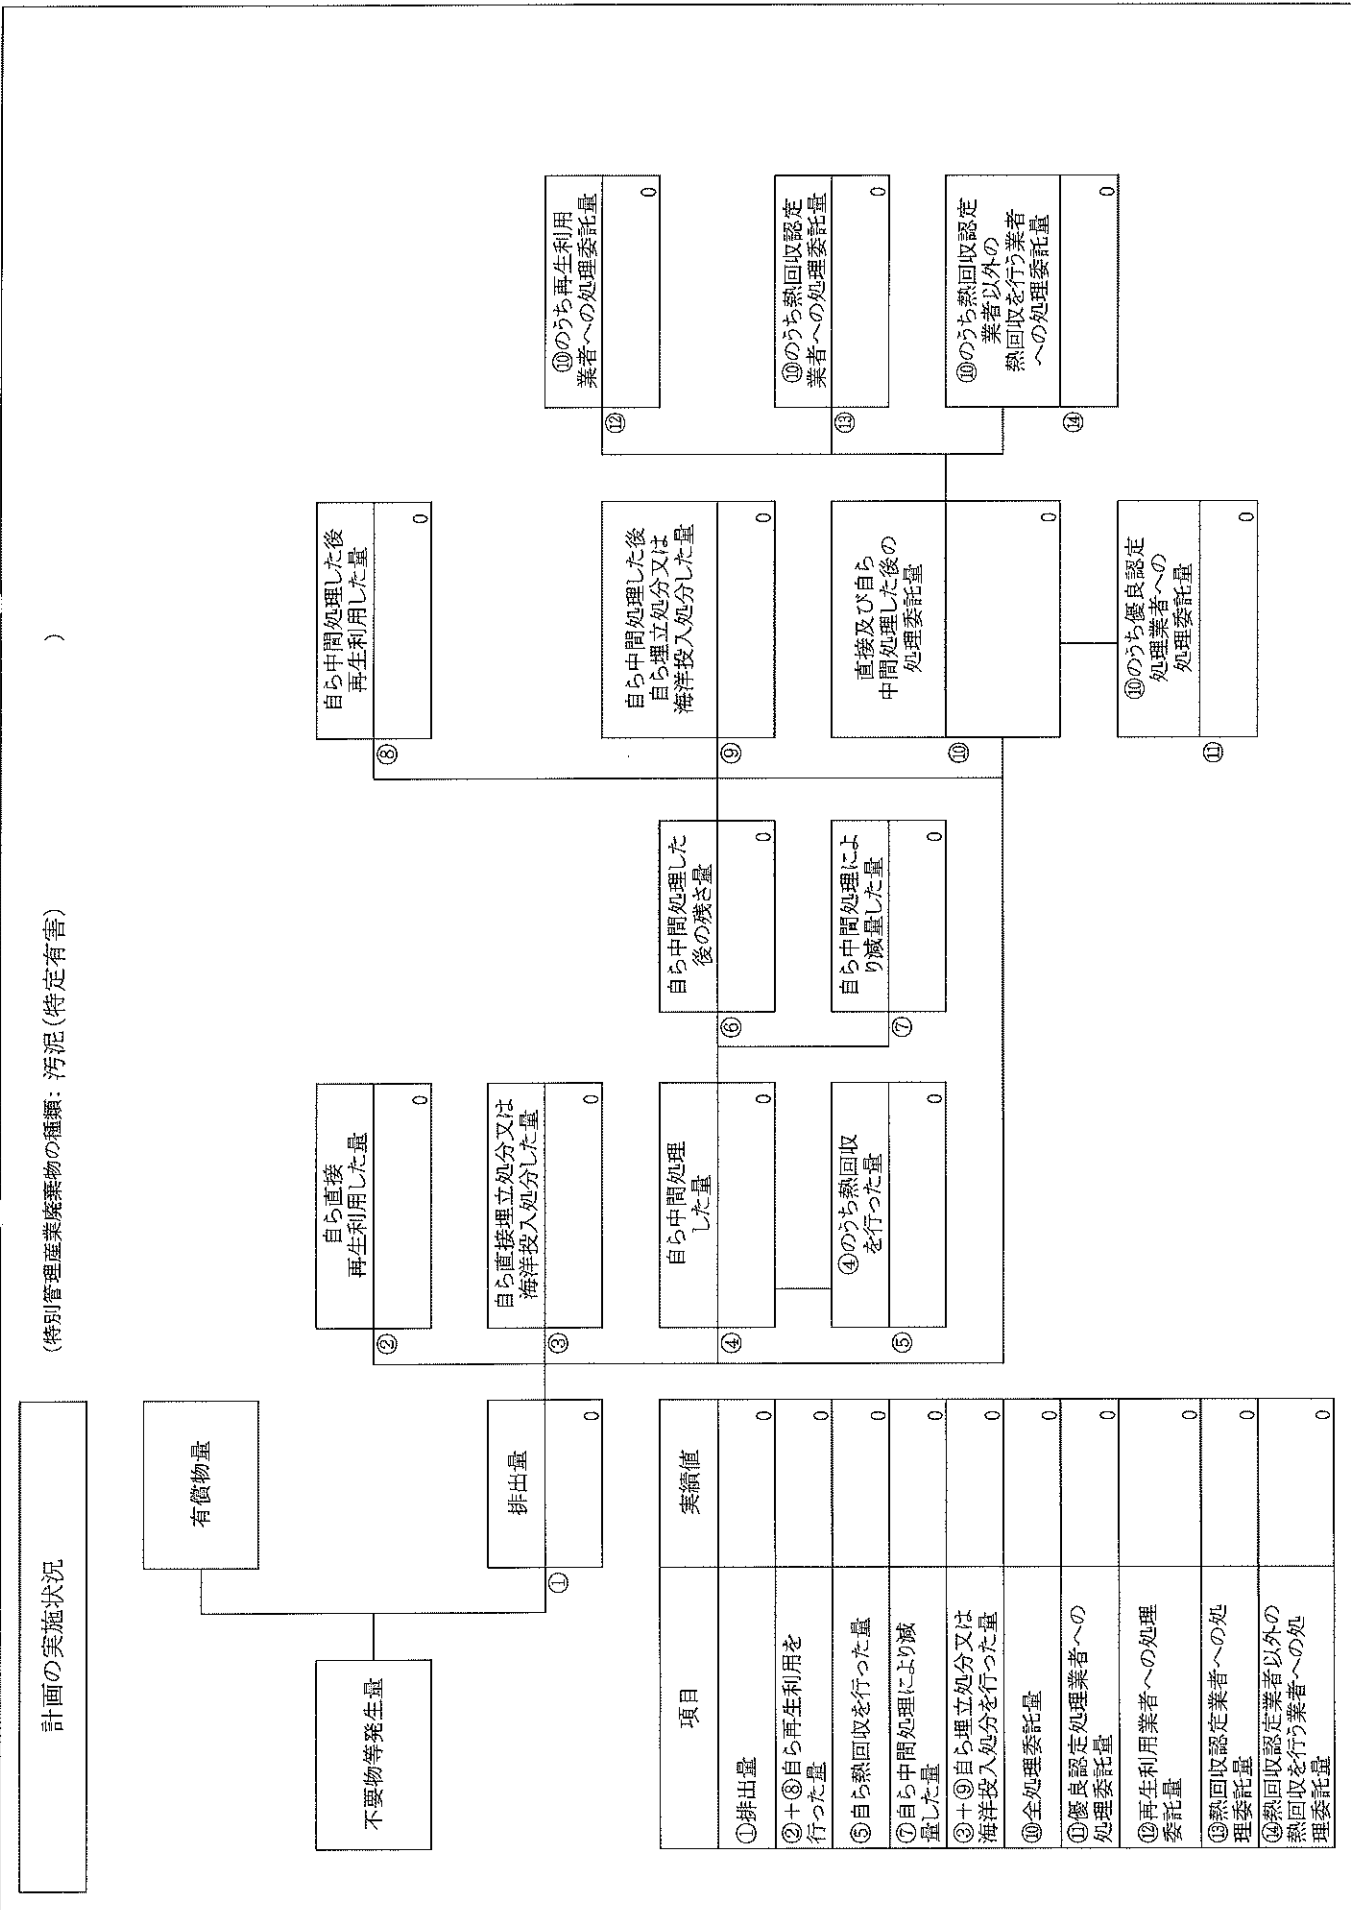 計画の実施状況
(特別管理産業廃棄物の種類: 汚泥(特定有害)
)
不要物等発生量
有償物量
①
排出量
0
②
自ら直接
再生利用した量
0
③
自ら直接埋立処分又は
海洋投入処分した量
0
④
自ら中間処理
した量
0
⑤
④のうち熱回収
を行った量
0
⑥
自ら中間処理した
後の残さ量
0
⑦
自ら中間処理によ
り減量した量
0
⑧
自ら中間処理した後
再生利用した量
0
⑨
自ら中間処理した後
自ら埋立処分又は
海洋投入処分した量
0
⑩
直接及び自ら
中間処理した後の
処理委託量
0
⑪
⑩のうち優良認定
処理業者への
処理委託量
0
⑫
⑩のうち再生利用
業者への処理委託量
0
⑬
⑩のうち熱回収認定
業者への処理委託量
0
⑭
⑩のうち熱回収認定
業者以外の
熱回収を行う業者
への処理委託量
0
項目
実績値
①排出量
0
②+⑧自ら再生利用を
行った量
0
⑤自ら熱回収を行った量
0
⑦自ら中間処理により減
量した量
0
③+⑨自ら埋立処分又は
海洋投入処分を行った量
0
⑩全処理委託量
0
⑪優良認定処理業者への
処理委託量
0
⑫再生利用業者への処理
委託量
0
⑬熱回収認定業者への処
理委託量
0
⑭熱回収認定業者以外の
熱回収を行う業者への処
理委託量
0